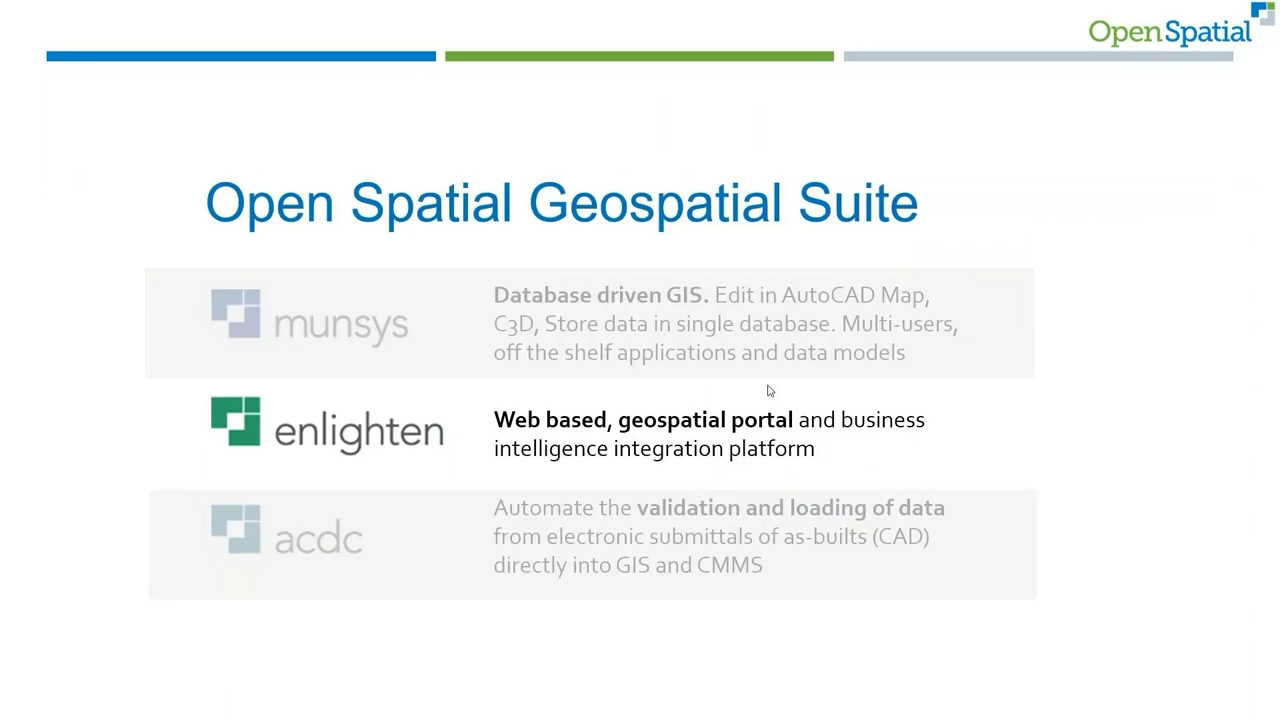 Open Spatial
Open Spatial Geospatial Suite
munsys
Database driven GIS. Edit in AutoCAD Map,
C3D, Store data in single database. Multi-users,
off the shelf applications and data models
enlighten
Web based, geospatial portal and business
intelligence integration platform
acdc
Automate the validation and loading of data
from electronic submittals of as-builts (CAD)
directly into GIS and CMMS